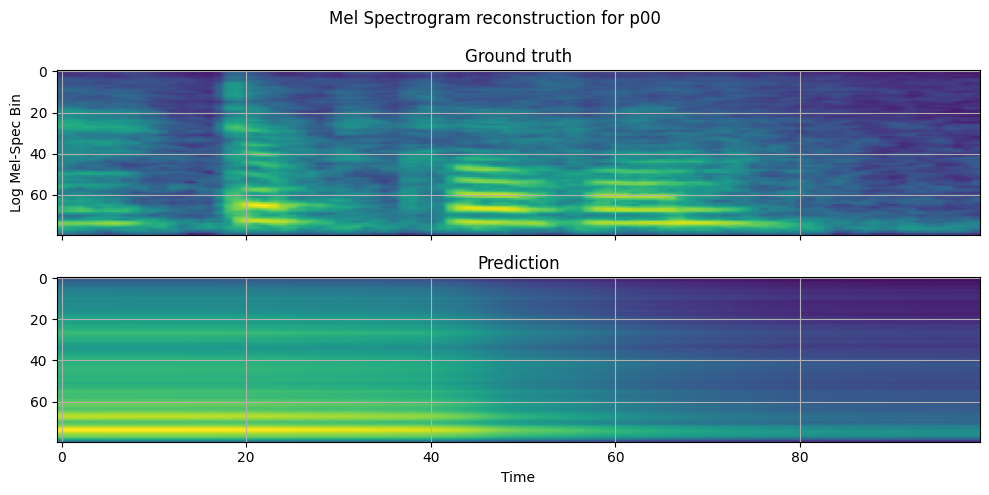 Mel Spectrogram reconstruction for p00
Ground truth
Log Mel-Spec Bin
0
20
40
60
Prediction
0
20
40
60
0 20 40 60 80
Time